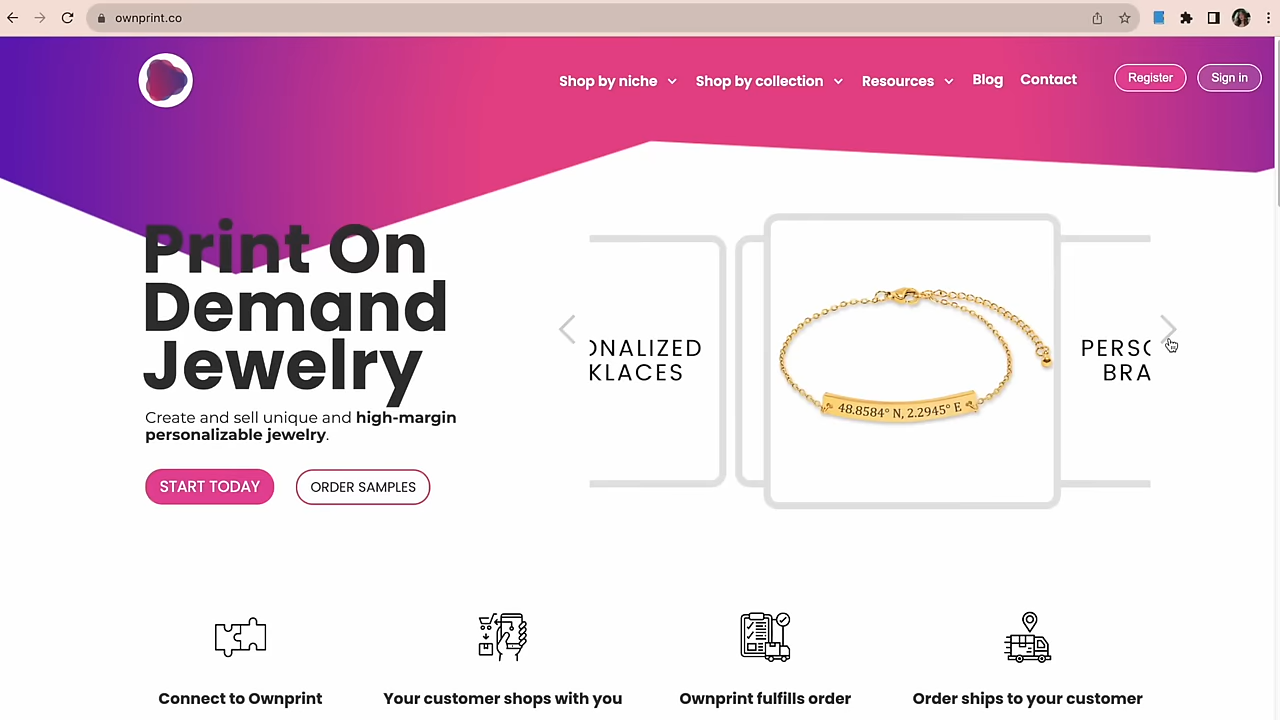 ownprint.co
Shop by niche
Shop by collection
Resources
Blog
Contact
Register
Sign in
Print On
Demand
Jewelry
Create and sell unique and high-margin
personalizable jewelry.
START TODAY
ORDER SAMPLES
ONALIZED
KLACES
48.8584° N, 2.2945° E
PERSO
BRA
Connect to Ownprint
Your customer shops with you
Ownprint fulfills order
Order ships to your customer